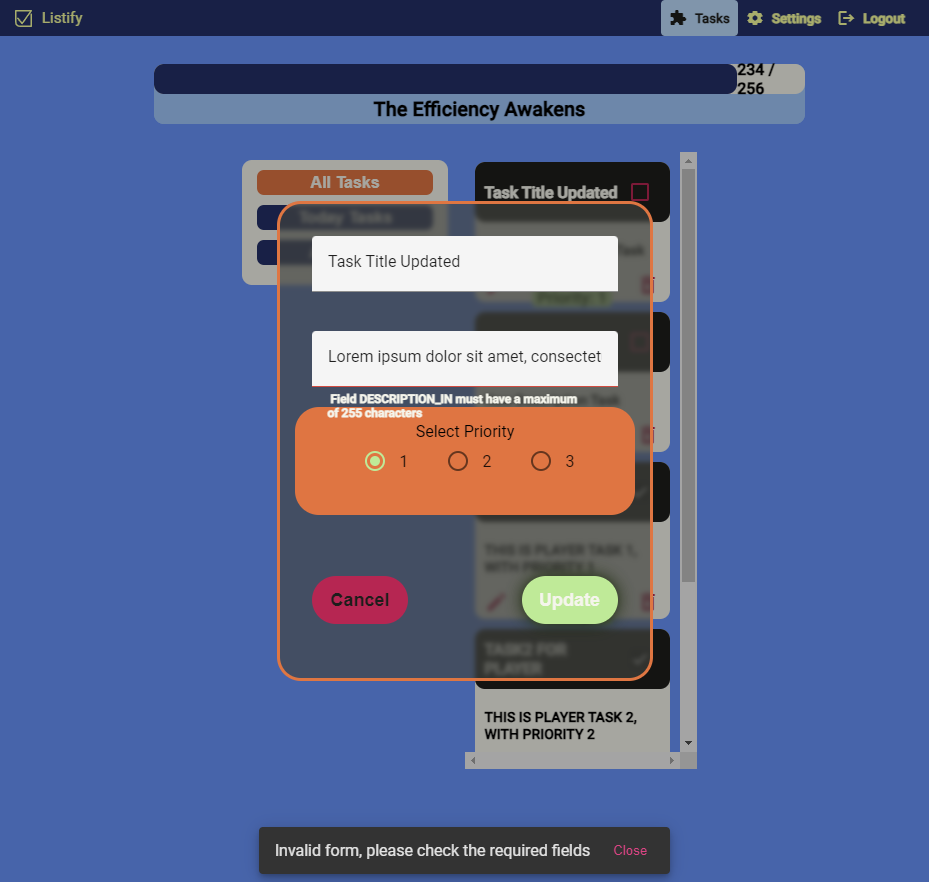 Listify
Tasks
Settings
Logout
234 /
256
The Efficiency Awakens
All Tasks
Today Tasks
Task Title Updated
Task
Priority: 1
Task Title Updated
Lorem ipsum dolor sit amet, consectet
Field DESCRIPTION_IN must have a maximum
of 255 characters
Task
Select Priority
1
2
3
THIS IS PLAYER TASK 1,
WITH PRIORITY
Cancel
Update
TASK2 FOR
PLAYER
THIS IS PLAYER TASK 2,
WITH PRIORITY 2
Invalid form, please check the required fields
Close